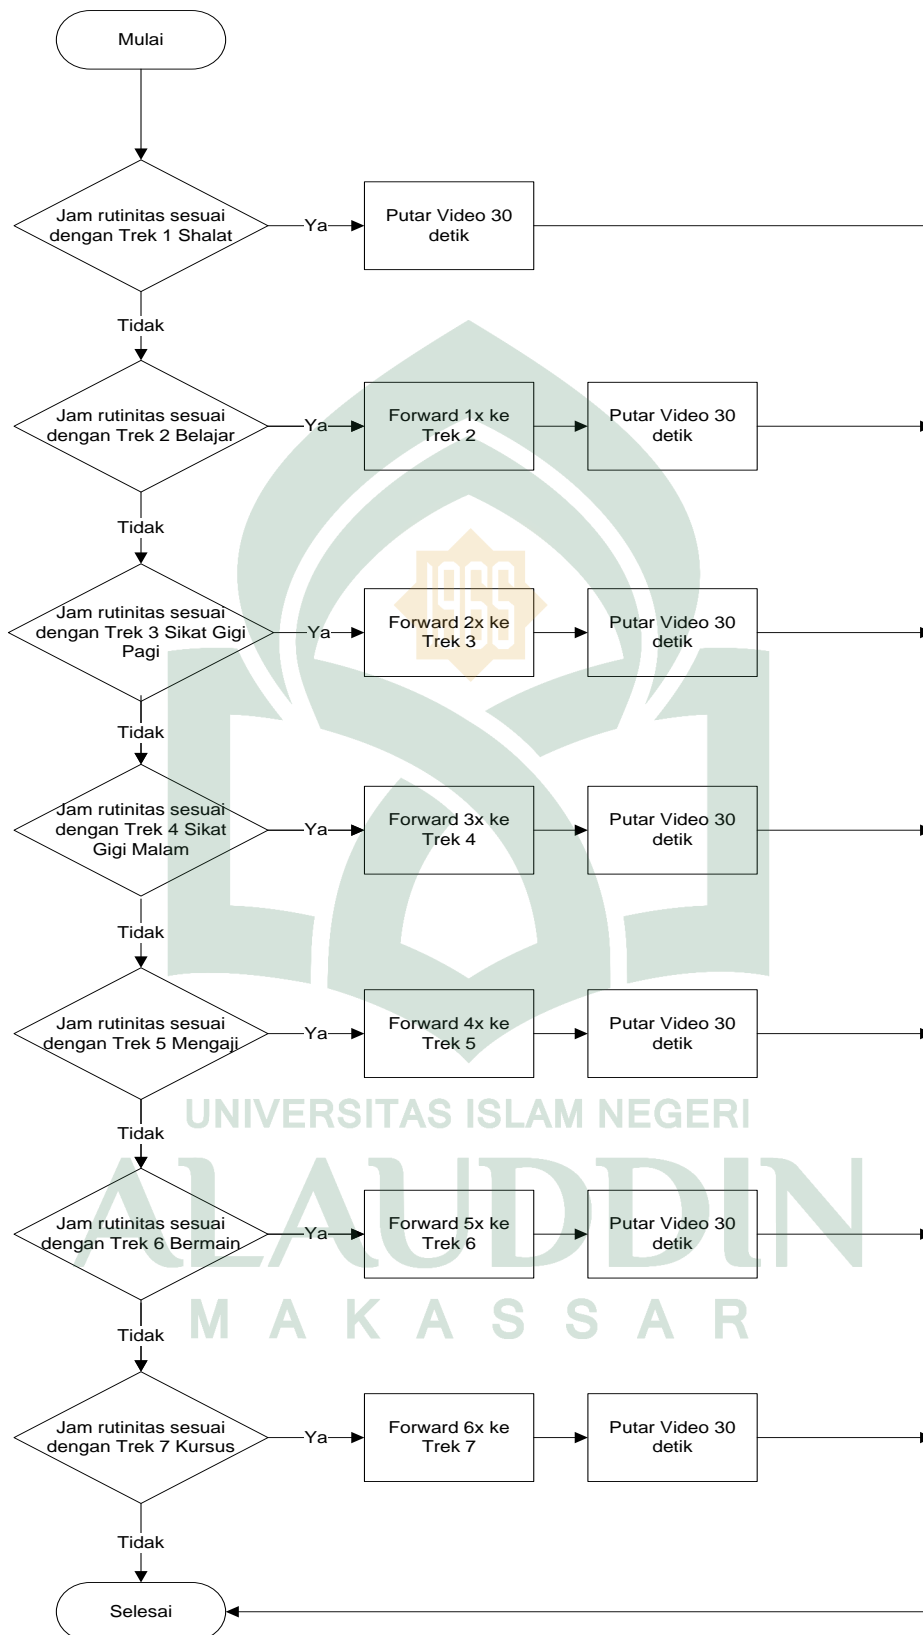 Mulai
Jam rutinitas sesuai
dengan Trek 1 Shalat
Ya
Putar Video 30
detik
Tidak
Jam rutinitas sesuai
dengan Trek 2 Belajar
Ya
Forward 1x ke
Trek 2
Putar Video 30
detik
Tidak
1965
Jam rutinitas sesuai
dengan Trek 3 Sikat Gigi
Pagi
Ya
Forward 2x ke
Trek 3
Putar Video 30
detik
Tidak
Jam rutinitas sesuai
dengan Trek 4 Sikat
Gigi Malam
Ya
Forward 3x ke
Trek 4
Putar Video 30
detik
Tidak
Jam rutinitas sesuai
dengan Trek 5 Mengaji
Ya
Forward 4x ke
Trek 5
Putar Video 30
detik
UNIVERSITAS ISLAM NEGERI
Tidak
ALAUDDIN
Jam rutinitas sesuai
dengan Trek 6 Bermain
Ya
Forward 5x ke
Trek 6
Putar Video 30
detik
MAKASSAR
Tidak
Jam rutinitas sesuai
dengan Trek 7 Kursus
Ya
Forward 6x ke
Trek 7
Putar Video 30
detik
Tidak
Selesai